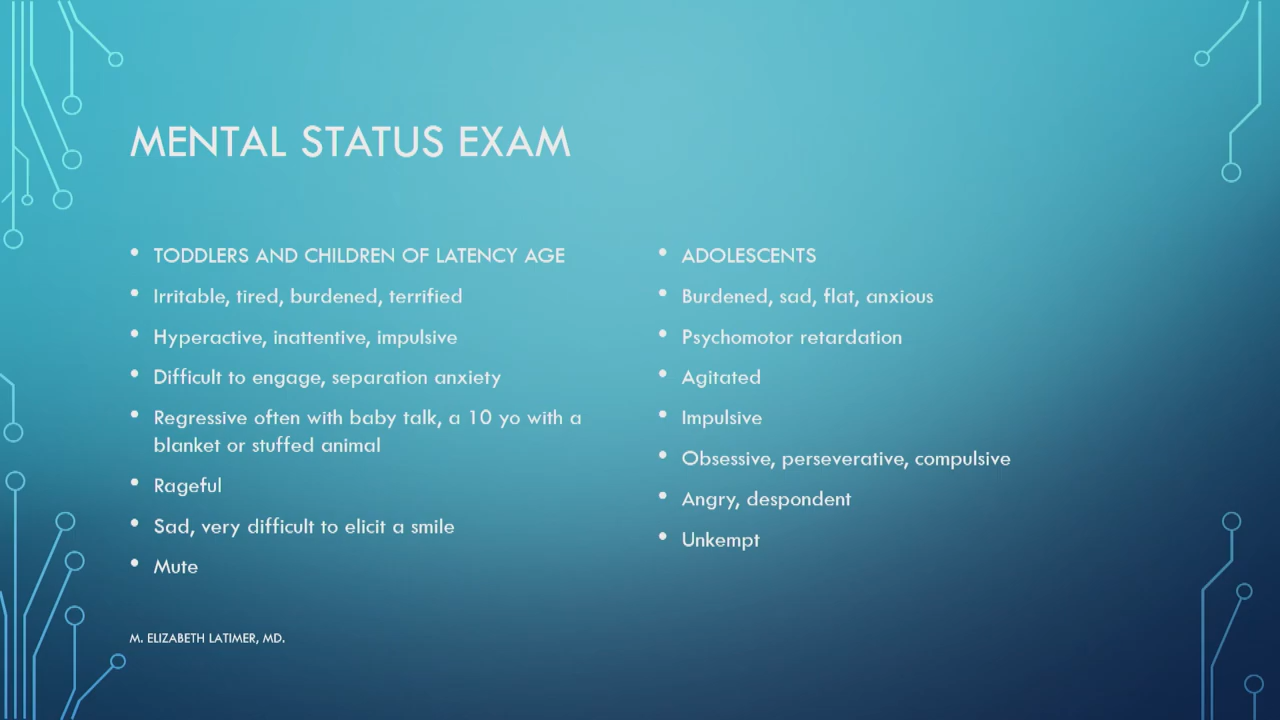 MENTAL STATUS EXAM
• TODDLERS AND CHILDREN OF LATENCY AGE
• Irritable, tired, burdened, terrified
• Hyperactive, inattentive, impulsive
• Difficult to engage, separation anxiety
• Regressive often with baby talk, a 10 yo with a
blanket or stuffed animal
• Rageful
• Sad, very difficult to elicit a smile
• Mute
• ADOLESCENTS
• Burdened, sad, flat, anxious
• Psychomotor retardation
• Agitated
• Impulsive
• Obsessive, perseverative, compulsive
• Angry, despondent
• Unkempt
M. ELIZABETH LATIMER, MD.